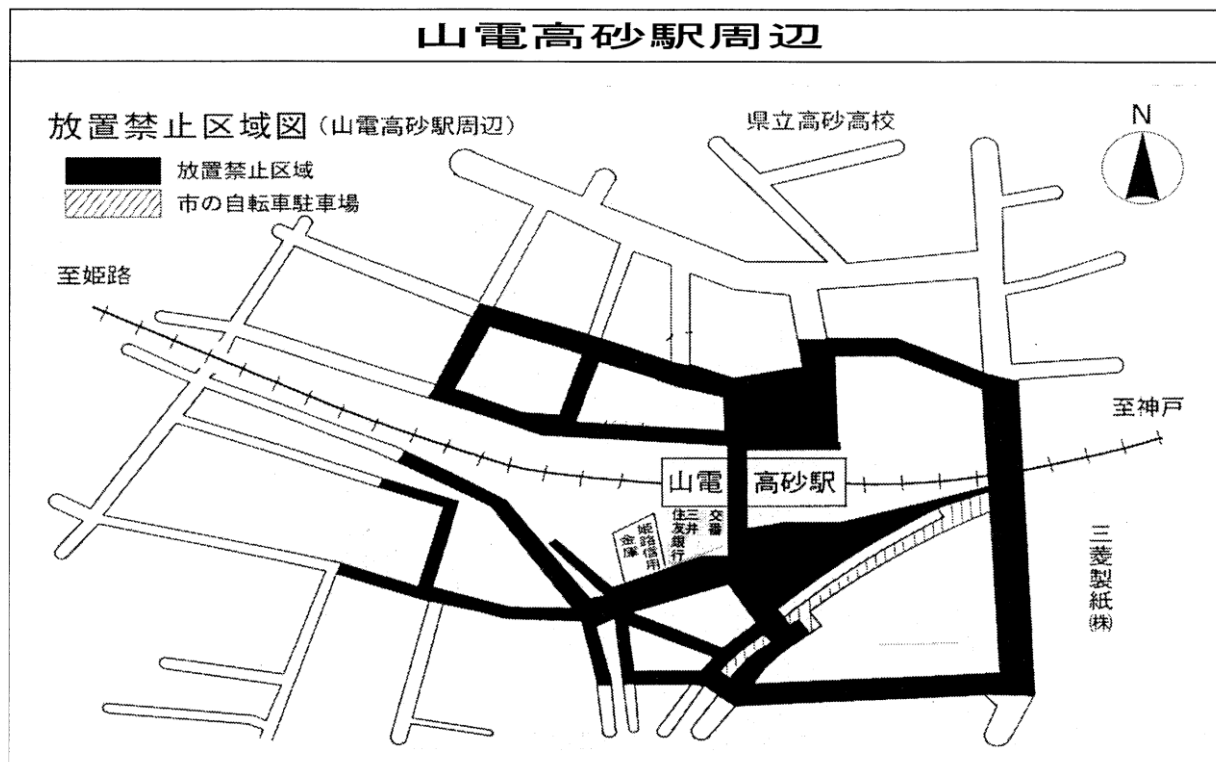 山電高砂駅周辺
放置禁止区域図（山電高砂駅周辺）
放置禁止区域
市の自転車駐車場
県立高砂高校
N
至姫路
至神戸
山電 高砂駅
交番
三井
住友銀行
姫路信用
金庫
三菱製紙㈱